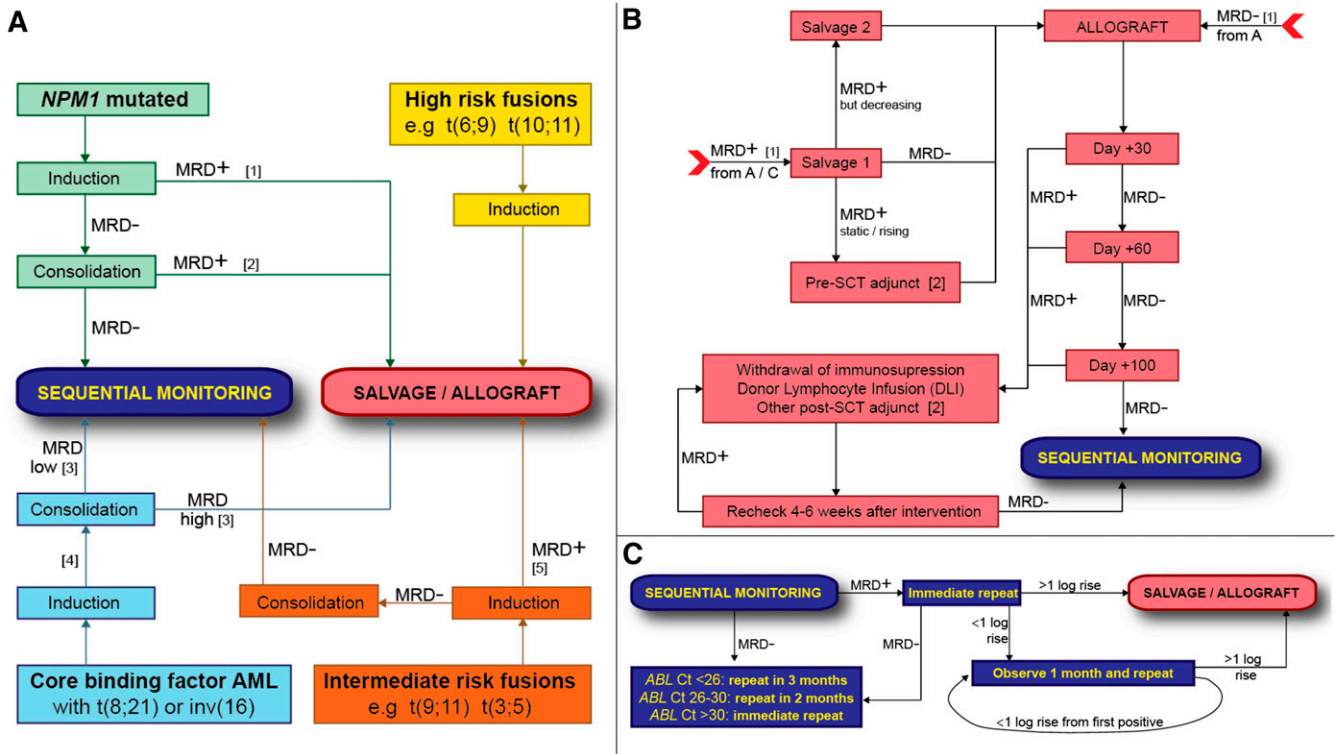 A
NPM1 mutated
Induction
MRD+ [1]
MRD-
Consolidation
MRD+ [2]
MRD-
High risk fusions
e.g t(6;9) t(10;11)
Induction
SEQUENTIAL MONITORING
SALVAGE / ALLOGRAFT
MRD
low [3]
Consolidation
MRD
high [3]
[4]
Induction
Core binding factor AML
with t(8;21) or inv(16)
MRD-
Consolidation
MRD-
MRD+
[5]
Induction
Intermediate risk fusions
e.g t(9;11) t(3;5)
B
Salvage 2
ALLOGRAFT
MRD- [1]
from A
MRD+
but decreasing
MRD+ [1]
from A / C
Salvage 1
MRD-
MRD+
static / rising
Pre-SCT adjunct [2]
Day +30
MRD+
MRD-
Day +60
MRD+
MRD-
Day +100
MRD-
Withdrawal of immunosupression
Donor Lymphocyte Infusion (DLI)
Other post-SCT adjunct [2]
MRD+
SEQUENTIAL MONITORING
Recheck 4-6 weeks after intervention
MRD-
C
SEQUENTIAL MONITORING
MRD+
Immediate repeat
>1 log rise
SALVAGE / ALLOGRAFT
MRD-
MRD-
<1 log
rise
ABL Ct <26: repeat in 3 months
ABL Ct 26-30: repeat in 2 months
ABL Ct >30: immediate repeat
Observe 1 month and repeat
>1 log
rise
<1 log rise from first positive